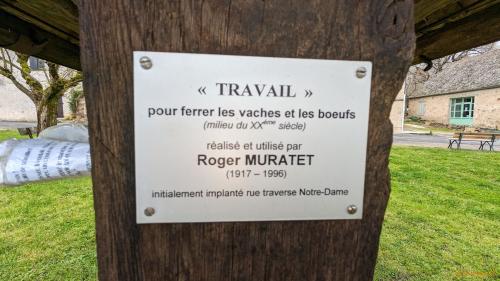 « TRAVAIL »
pour ferrer les vaches et les boeufs
(milieu du XXème siècle)
réalisé et utilisé par
Roger MURATET
(1917 – 1996)
initialement implanté rue traverse Notre-Dame